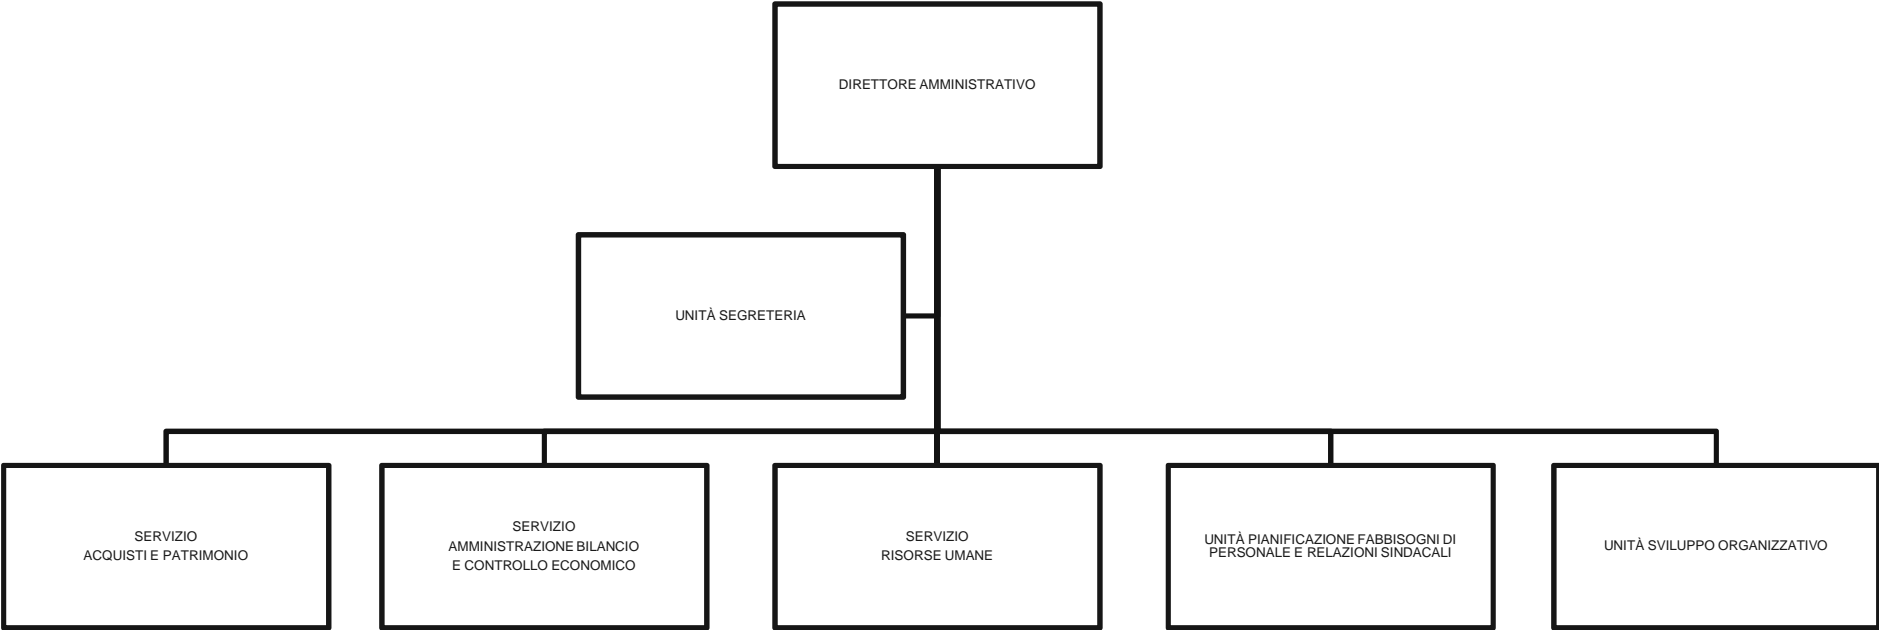 DIRETTORE AMMINISTRATIVO
UNITÀ SEGRETERIA
SERVIZIO
ACQUISTI E PATRIMONIO
SERVIZIO
AMMINISTRAZIONE BILANCIO
E CONTROLLO ECONOMICO
SERVIZIO
RISORSE UMANE
UNITÀ PIANIFICAZIONE FABBISOGNI DI
PERSONALE E RELAZIONI SINDACALI
UNITÀ SVILUPPO ORGANIZZATIVO